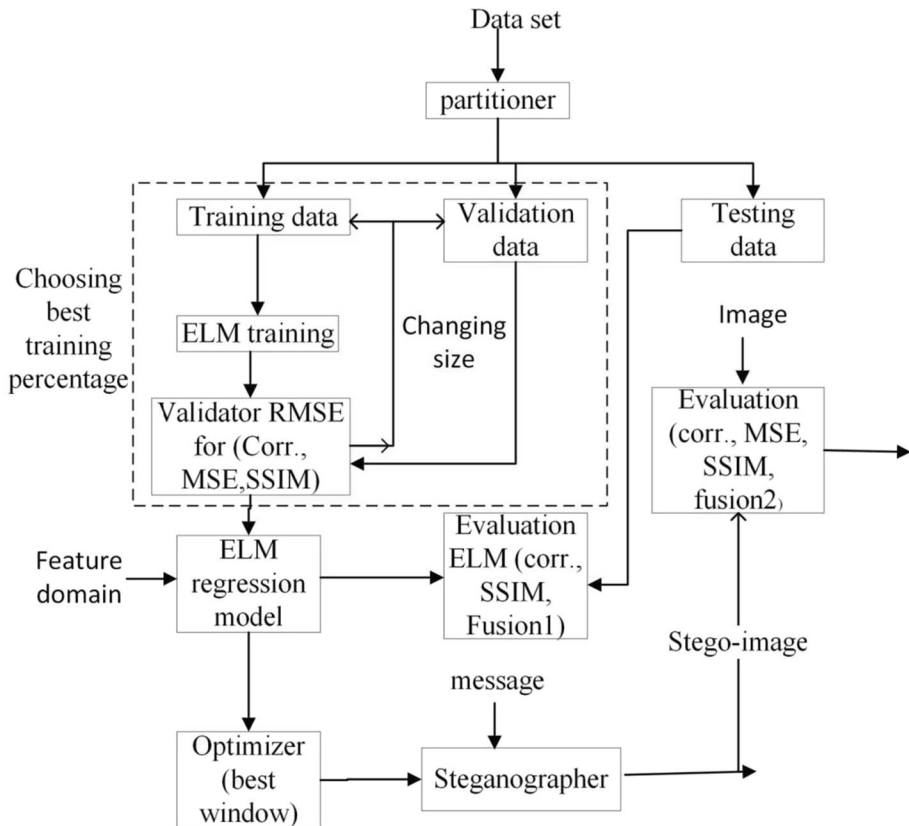 Data set
partitioner
Training data
Validation
data
Testing
data
Choosing
best
training
percentage
ELM training
Changing
size
Image
Validator RMSE
for (Corr.,
MSE,SSIM)
Evaluation
(corr., MSE,
SSIM,
fusion2)
Feature
domain
ELM
regression
model
Evaluation
ELM (corr.,
SSIM,
Fusion1)
Stego-image
message
Optimizer
(best
window)
Steganographer